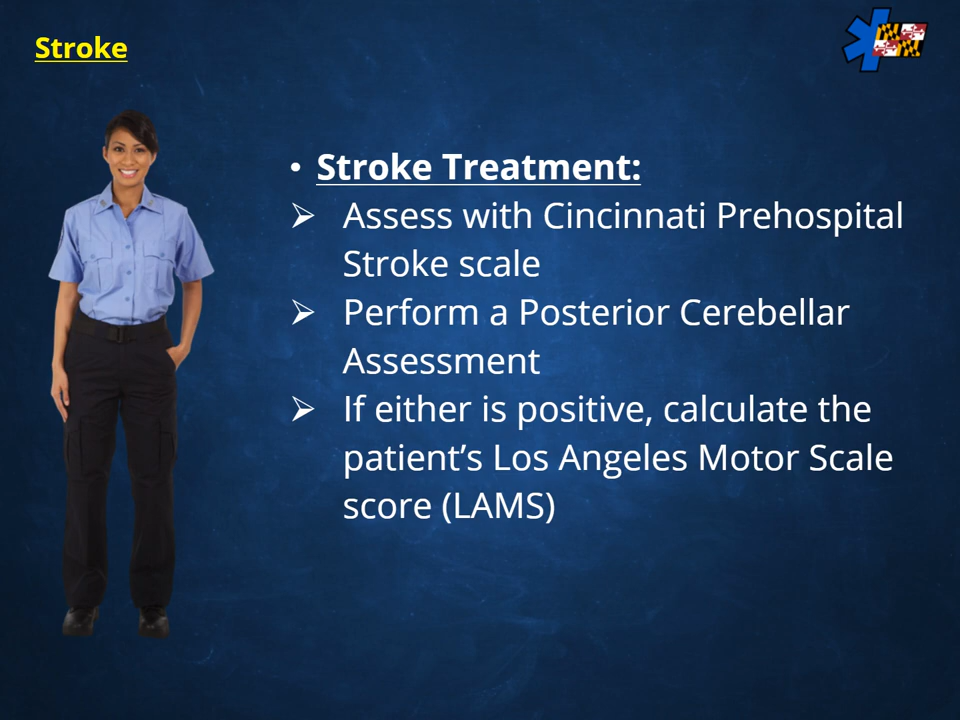 Stroke
• Stroke Treatment:
➢ Assess with Cincinnati Prehospital
Stroke scale
➢ Perform a Posterior Cerebellar
Assessment
➢ If either is positive, calculate the
patient’s Los Angeles Motor Scale
score (LAMS)